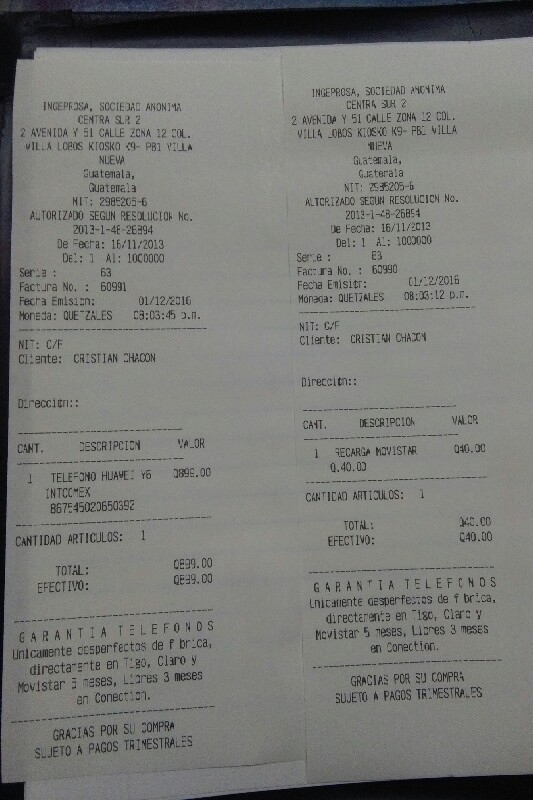 INGEPROSA, SOCIEDAD ANONIMA
CENTRA SUR 2
2 AVENIDA Y 51 CALLE ZONA 12 COL.
VILLA LOBOS KIOSKO K9- PB1 VILLA
NUEVA
Guatemala,
Guatemala
NIT: 2985205-6
AUTORIZADO SEGUN RESOLUCION No.
2013-1-48-26894
De Fecha: 16/11/2013
Del: 1 Al: 1000000
Serie : 63
Factura No. : 60991
Fecha Emision: 01/12/2016
Moneda: QUETZALES 08:03:45 p.m.
NIT: C/F
Cliente: CRISTIAN CHACON
Direccion::
CANT. DESCRIPCION VALOR
1 TELEFONO HUAWEI Y6 Q899.00
INTCOMEX
867545020650392
CANTIDAD ARTICULOS: 1
TOTAL: Q899.00
EFECTIVO: Q899.00
G A R A N T I A T E L E F O N O S
Unicamente desperfectos de f brica,
directamente en Tigo, Claro y
Movistar 5 meses, Libres 3 meses
en Conection.
GRACIAS POR SU COMPRA
SUJETO A PAGOS TRIMESTRALES
INGEPROSA, SOCIEDAD ANONIMA
CENTRA SUR 2
2 AVENIDA Y 51 CALLE ZONA 12 COL.
VILLA LOBOS KIOSKO K9- PB1 VILLA
NUEVA
Guatemala,
Guatemala
NIT: 2985205-6
AUTORIZADO SEGUN RESOLUCION No.
2013-1-48-26894
De Fecha: 16/11/2013
Del: 1 Al: 1000000
Serie : 63
Factura No. : 60990
Fecha Emision: 01/12/2016
Moneda: QUETZALES 08:03:12 p.m.
NIT: C/F
Cliente: CRISTIAN CHACON
Direccion::
CANT. DESCRIPCION VALOR
1 RECARGA MOVISTAR Q40.00
Q.40.00
CANTIDAD ARTICULOS: 1
TOTAL: Q40.00
EFECTIVO: Q40.00
G A R A N T I A T E L E F O N O S
Unicamente desperfectos de f brica,
directamente en Tigo, Claro y
Movistar 5 meses, Libres 3 meses
en Conection.
GRACIAS POR SU COMPRA
SUJETO A PAGOS TRIMESTRALES